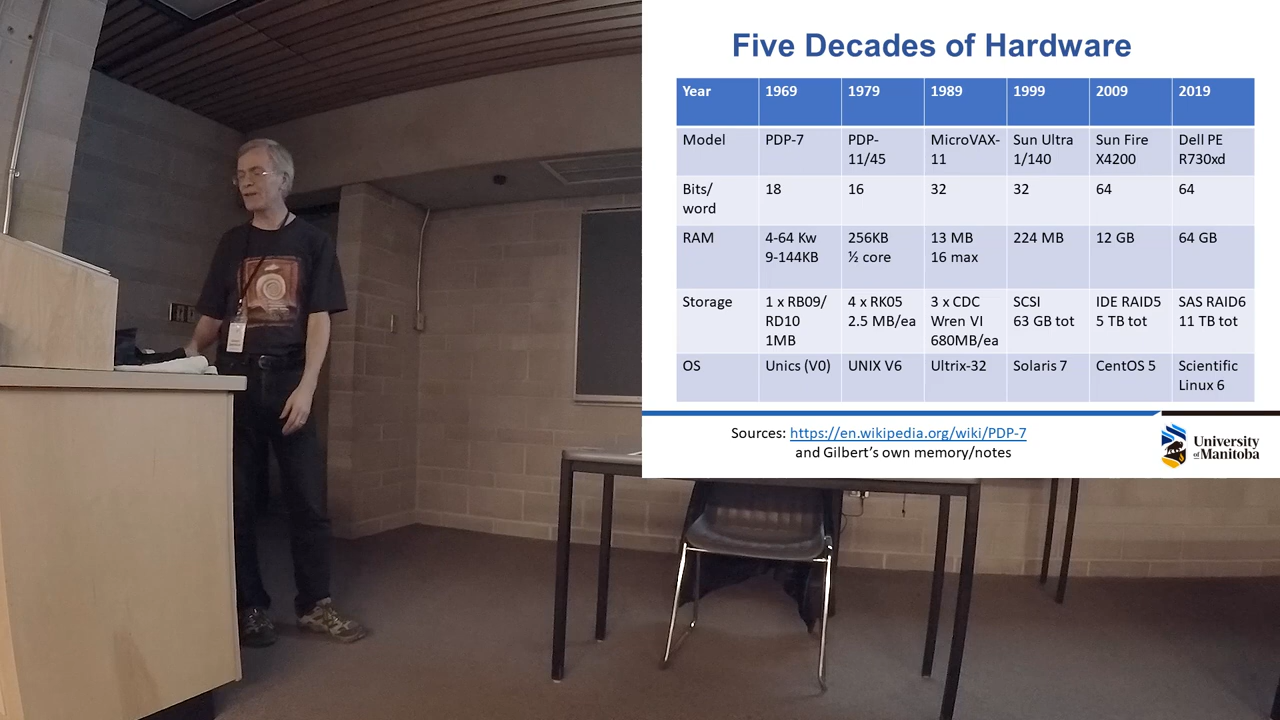 Five Decades of Hardware
Year 1969 1979 1989 1999 2009 2019
Model PDP-7 PDP- MicroVAX- Sun Ultra Sun Fire Dell PE
11/45 11 1/140 X4200 R730xd
Bits/ 18 16 32 32 64 64
word
RAM 4-64 Kw 256KB 13 MB 224 MB 12 GB 64 GB
9-144KB ½ core 16 max
Storage 1 x RB09/ 4 x RK05 3 x CDC SCSI IDE RAID5 SAS RAID6
RD10 2.5 MB/ea Wren VI 63 GB tot 5 TB tot 11 TB tot
1MB 680MB/ea
OS Unics (V0) UNIX V6 Ultrix-32 Solaris 7 CentOS 5 Scientific
Linux 6
Sources: https://en.wikipedia.org/wiki/PDP-7
and Gilbert's own memory/notes
University
of Manitoba